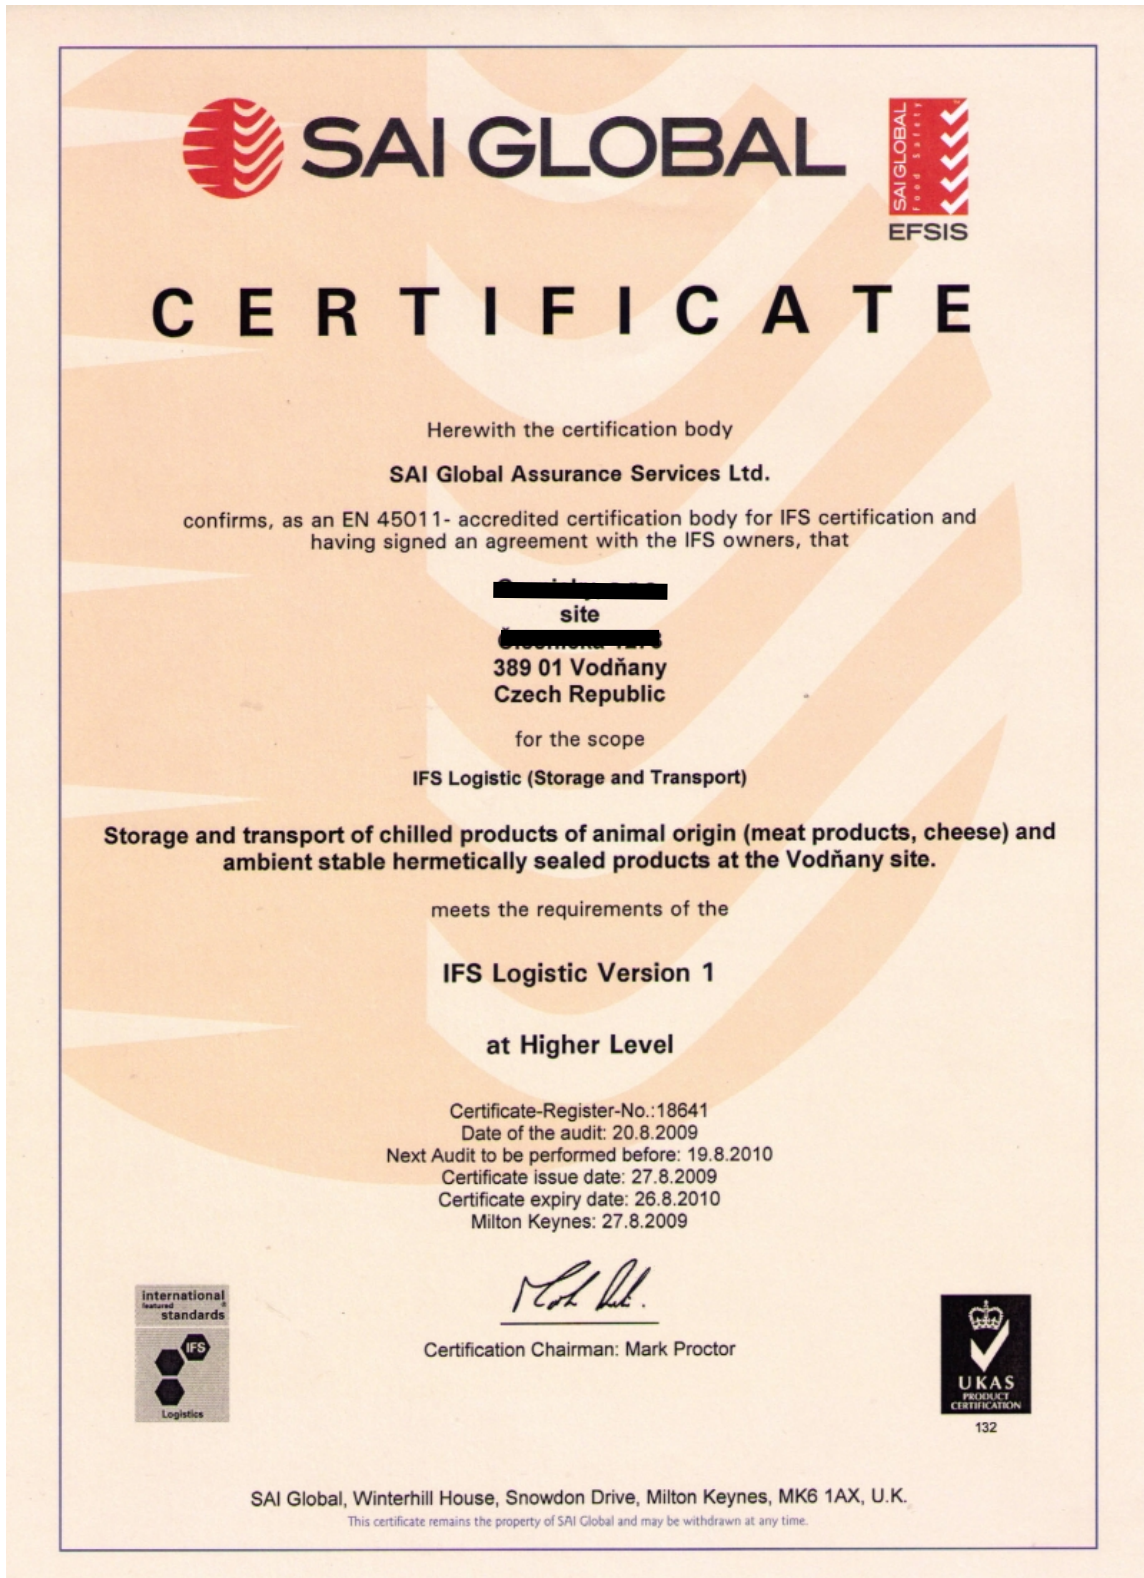 SAI GLOBAL
SAI GLOBAL
Food Safety
EFSIS
CERTIFICATE
Herewith the certification body
SAI Global Assurance Services Ltd.
confirms, as an EN 45011- accredited certification body for IFS certification and
having signed an agreement with the IFS owners, that
site
389 01 Vodňany
Czech Republic
for the scope
IFS Logistic (Storage and Transport)
Storage and transport of chilled products of animal origin (meat products, cheese) and
ambient stable hermetically sealed products at the Vodňany site.
meets the requirements of the
IFS Logistic Version 1
at Higher Level
Certificate-Register-No.:18641
Date of the audit: 20.8.2009
Next Audit to be performed before: 19.8.2010
Certificate issue date: 27.8.2009
Certificate expiry date: 26.8.2010
Milton Keynes: 27.8.2009
international
featured ®
standards
IFS
Logistics
Certification Chairman: Mark Proctor
UKAS
PRODUCT
CERTIFICATION
132
SAI Global, Winterhill House, Snowdon Drive, Milton Keynes, MK6 1AX, U.K.
This certificate remains the property of SAI Global and may be withdrawn at any time.